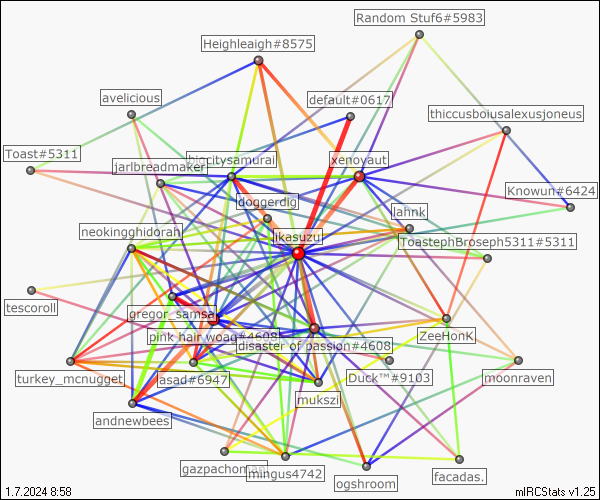 Random Stuf6#5983
Heighleaigh#8575
avelicious
default#0617
thiccusboiusalexusjoneus
Toast#5311
jarlbreadmaker
bigcitysamurai
xenoyaut
Knowun#6424
doggerdig
lahnk
neokingghidorah
ikasuzu
ToastephBroseph5311#5311
tescoroll
gregor_samsa
pink hair woag#4608
disaster of passion#4608
ZeeHonK
turkey_mcnugget
asad#6947
Duck™#9103
moonraven
mukszi
andnewbees
gazpachoman
mingus4742
ogshroom
facadas.
1.7.2024 8:58
mIRCStats v1.25